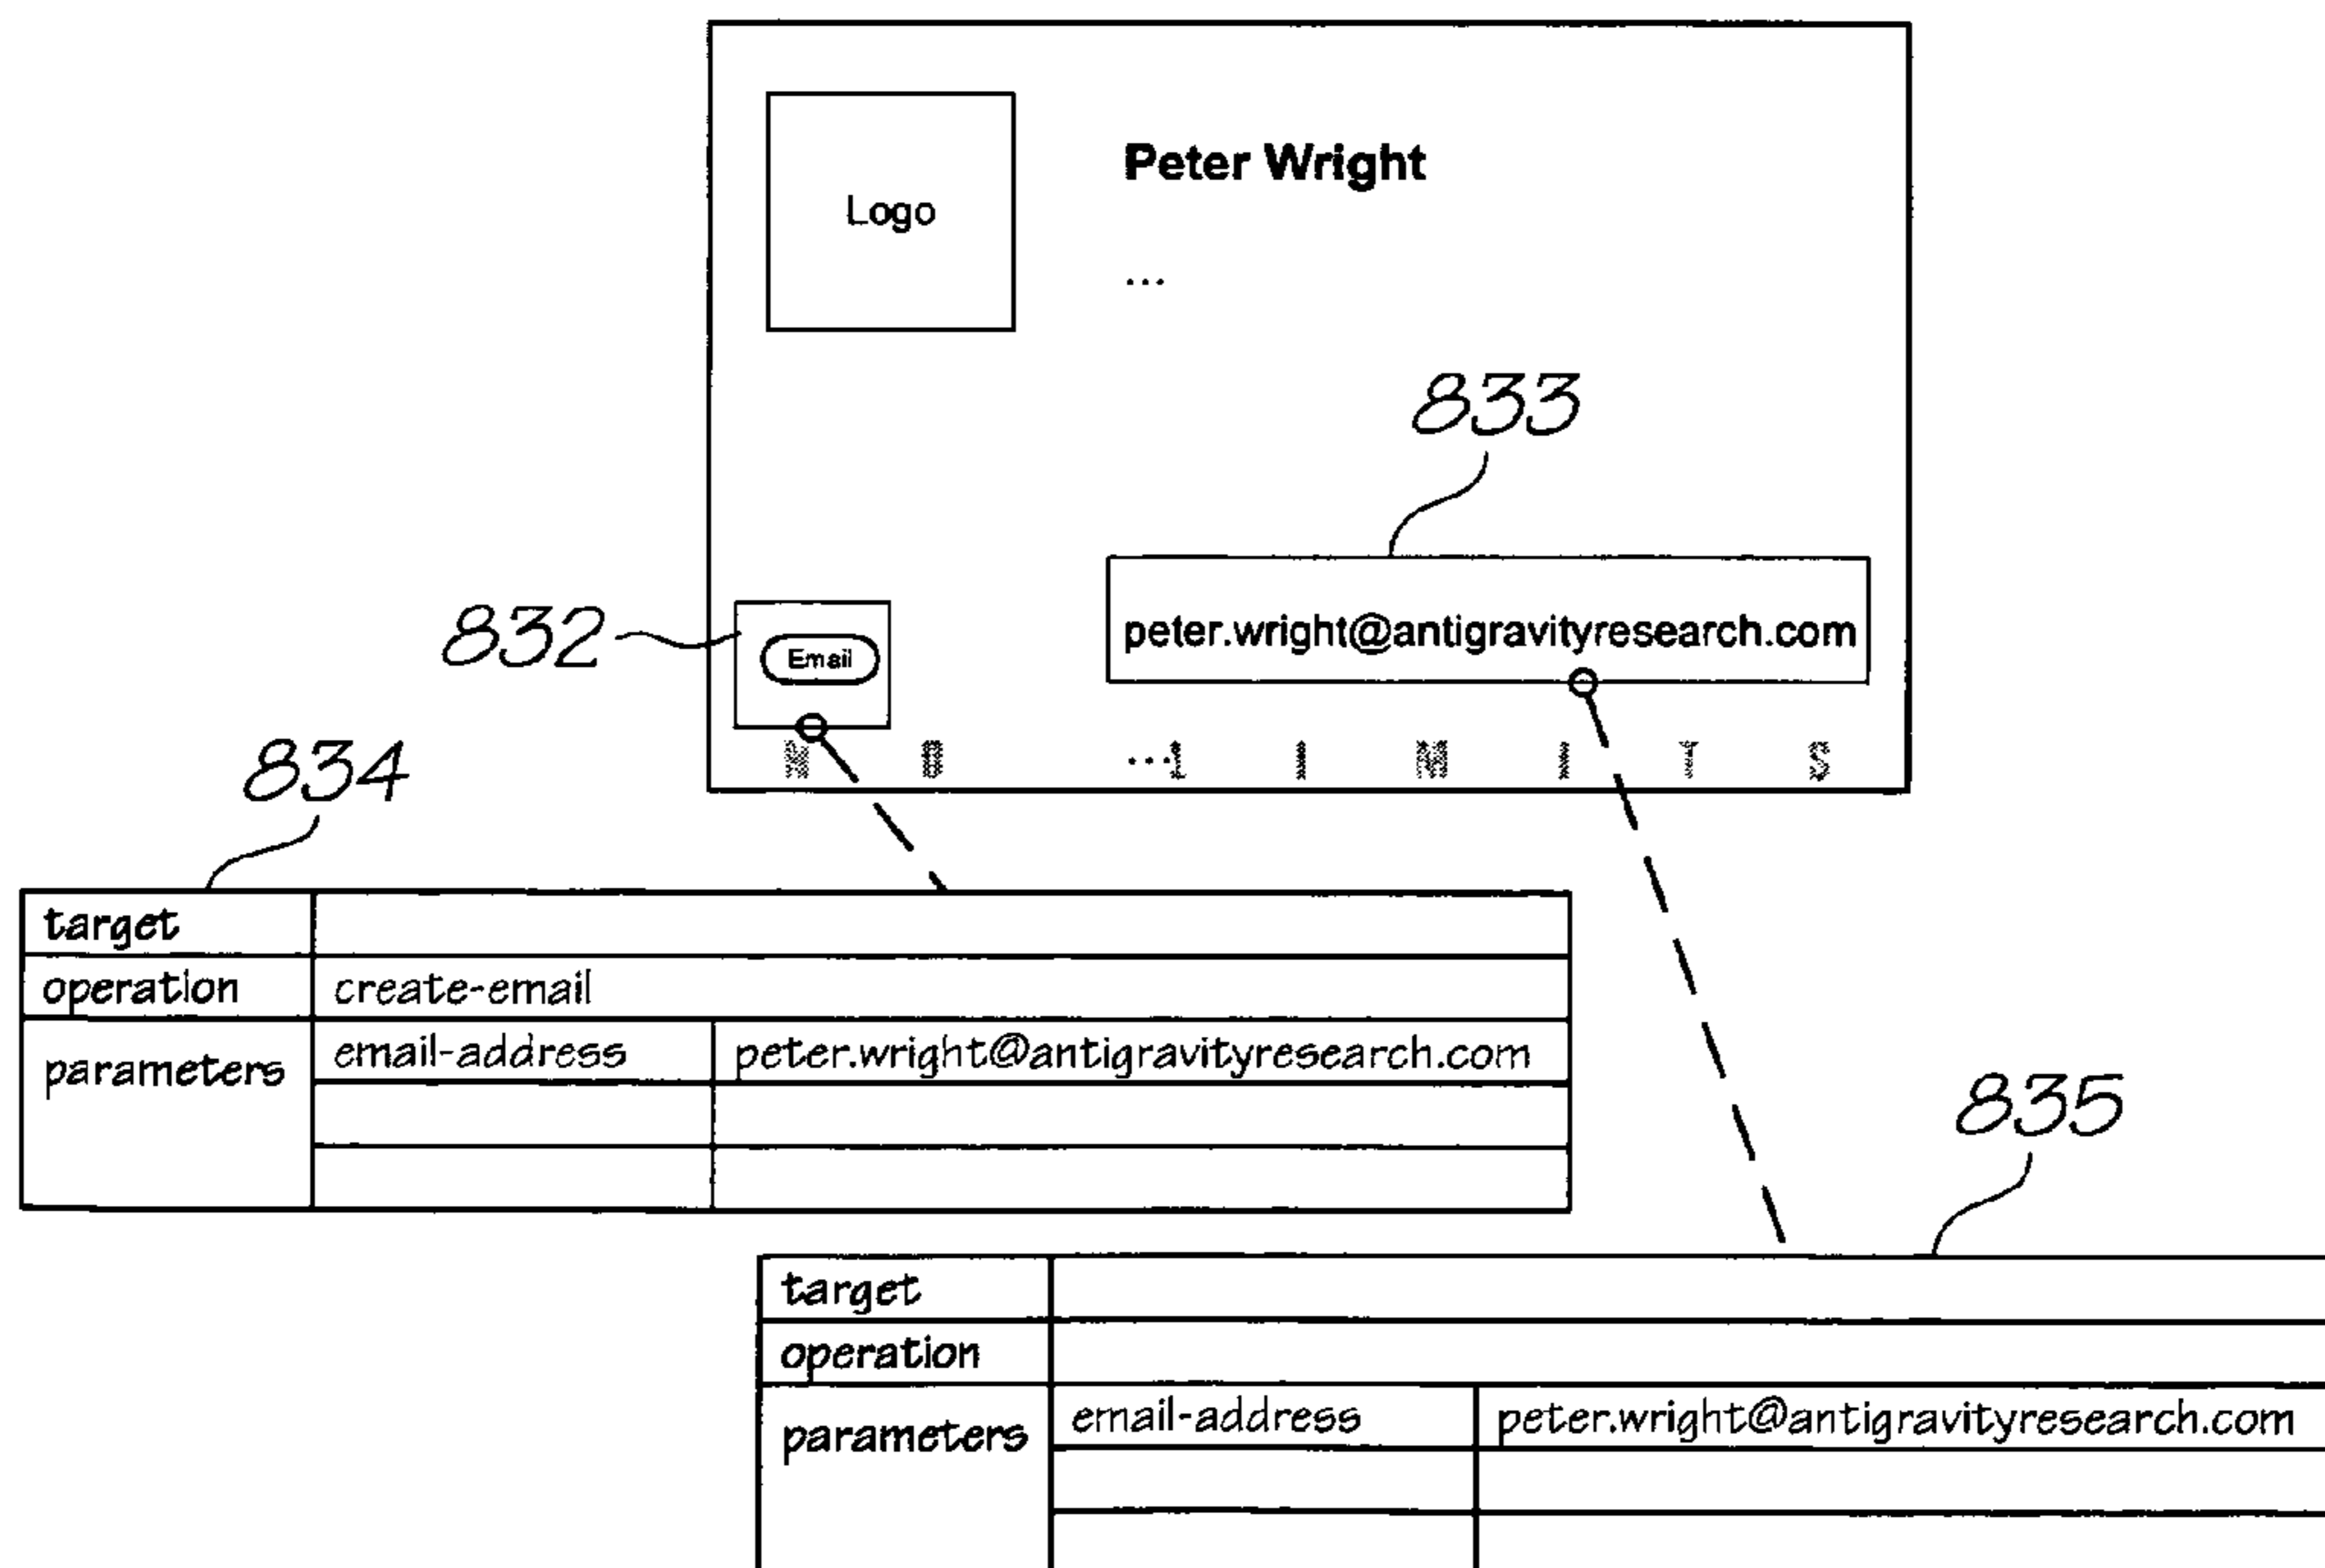 Peter Wright
Logo
...
833
832
Email
peter.wright@antigravityresearch.com
N O ...L I M I T S
834
target
operation create-email
parameters email-address peter.wright@antigravityresearch.com
835
target
operation
parameters email-address peter.wright@antigravityresearch.com